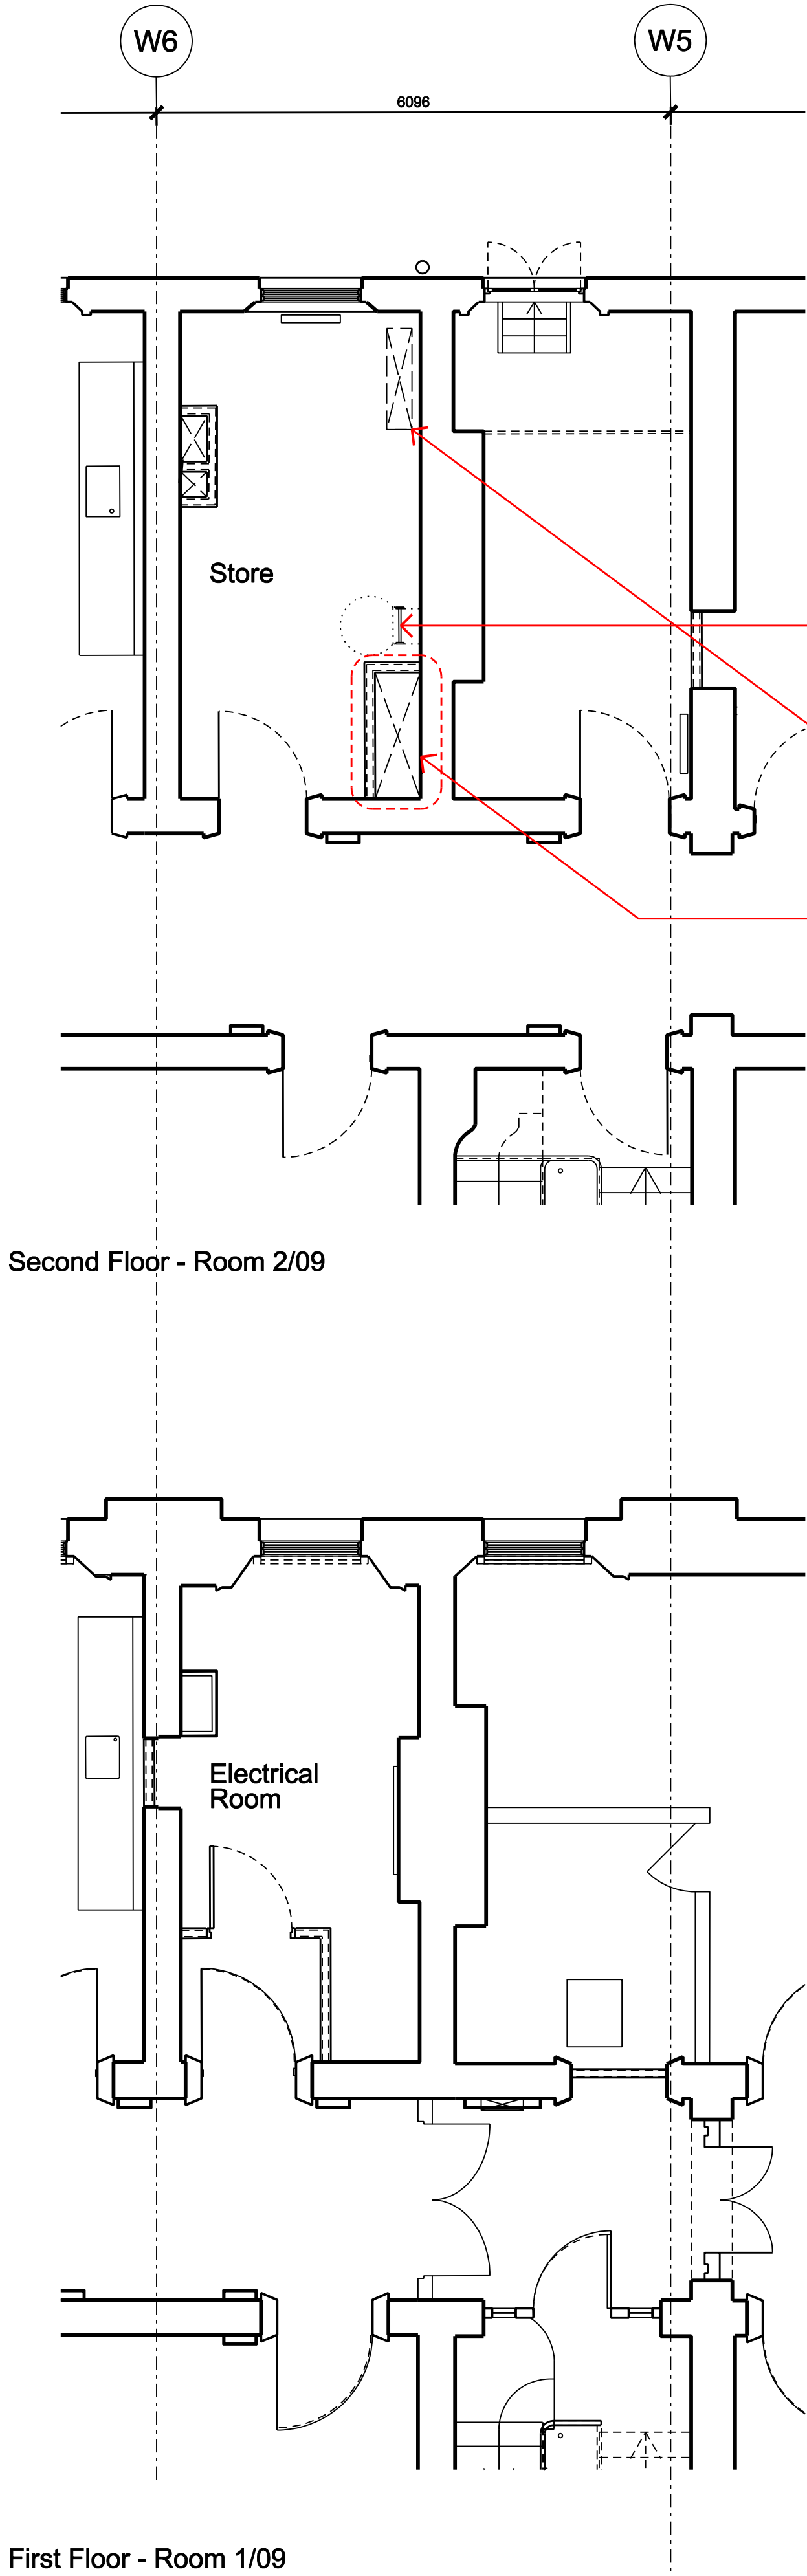 W6
W5
6096
Store
Second Floor - Room 2/09
Electrical
Room
First Floor - Room 1/09